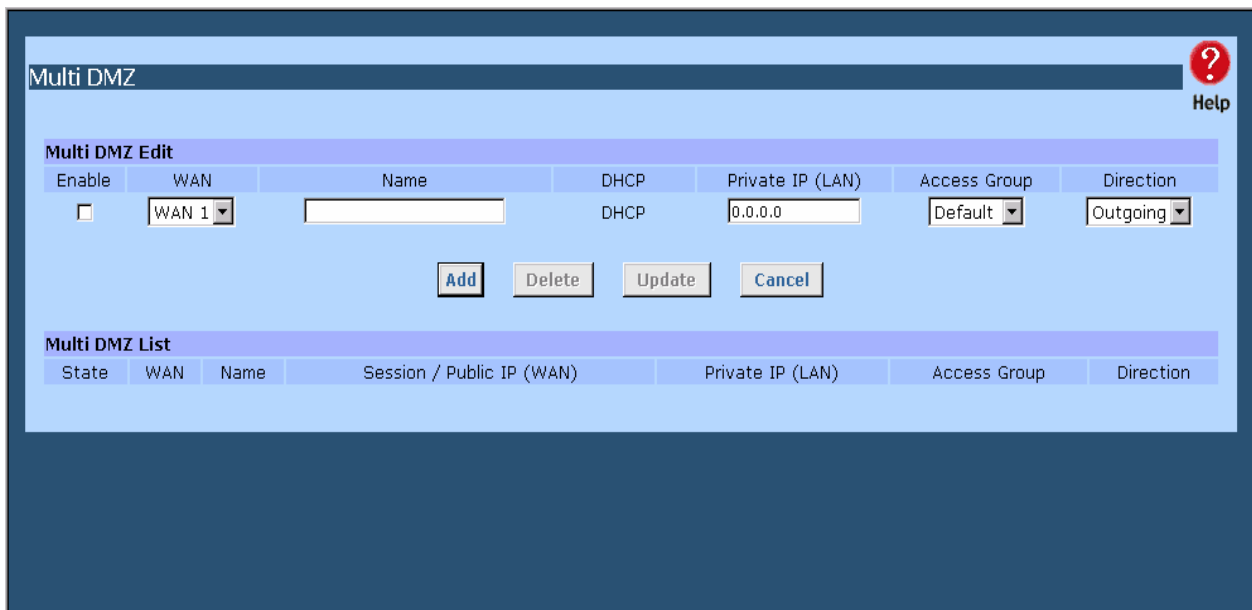 Multi DMZ
?
Help
Multi DMZ Edit
Enable WAN Name DHCP Private IP (LAN) Access Group Direction
WAN 1 DHCP 0.0.0.0 Default Outgoing
Add Delete Update Cancel
Multi DMZ List
State WAN Name Session / Public IP (WAN) Private IP (LAN) Access Group Direction